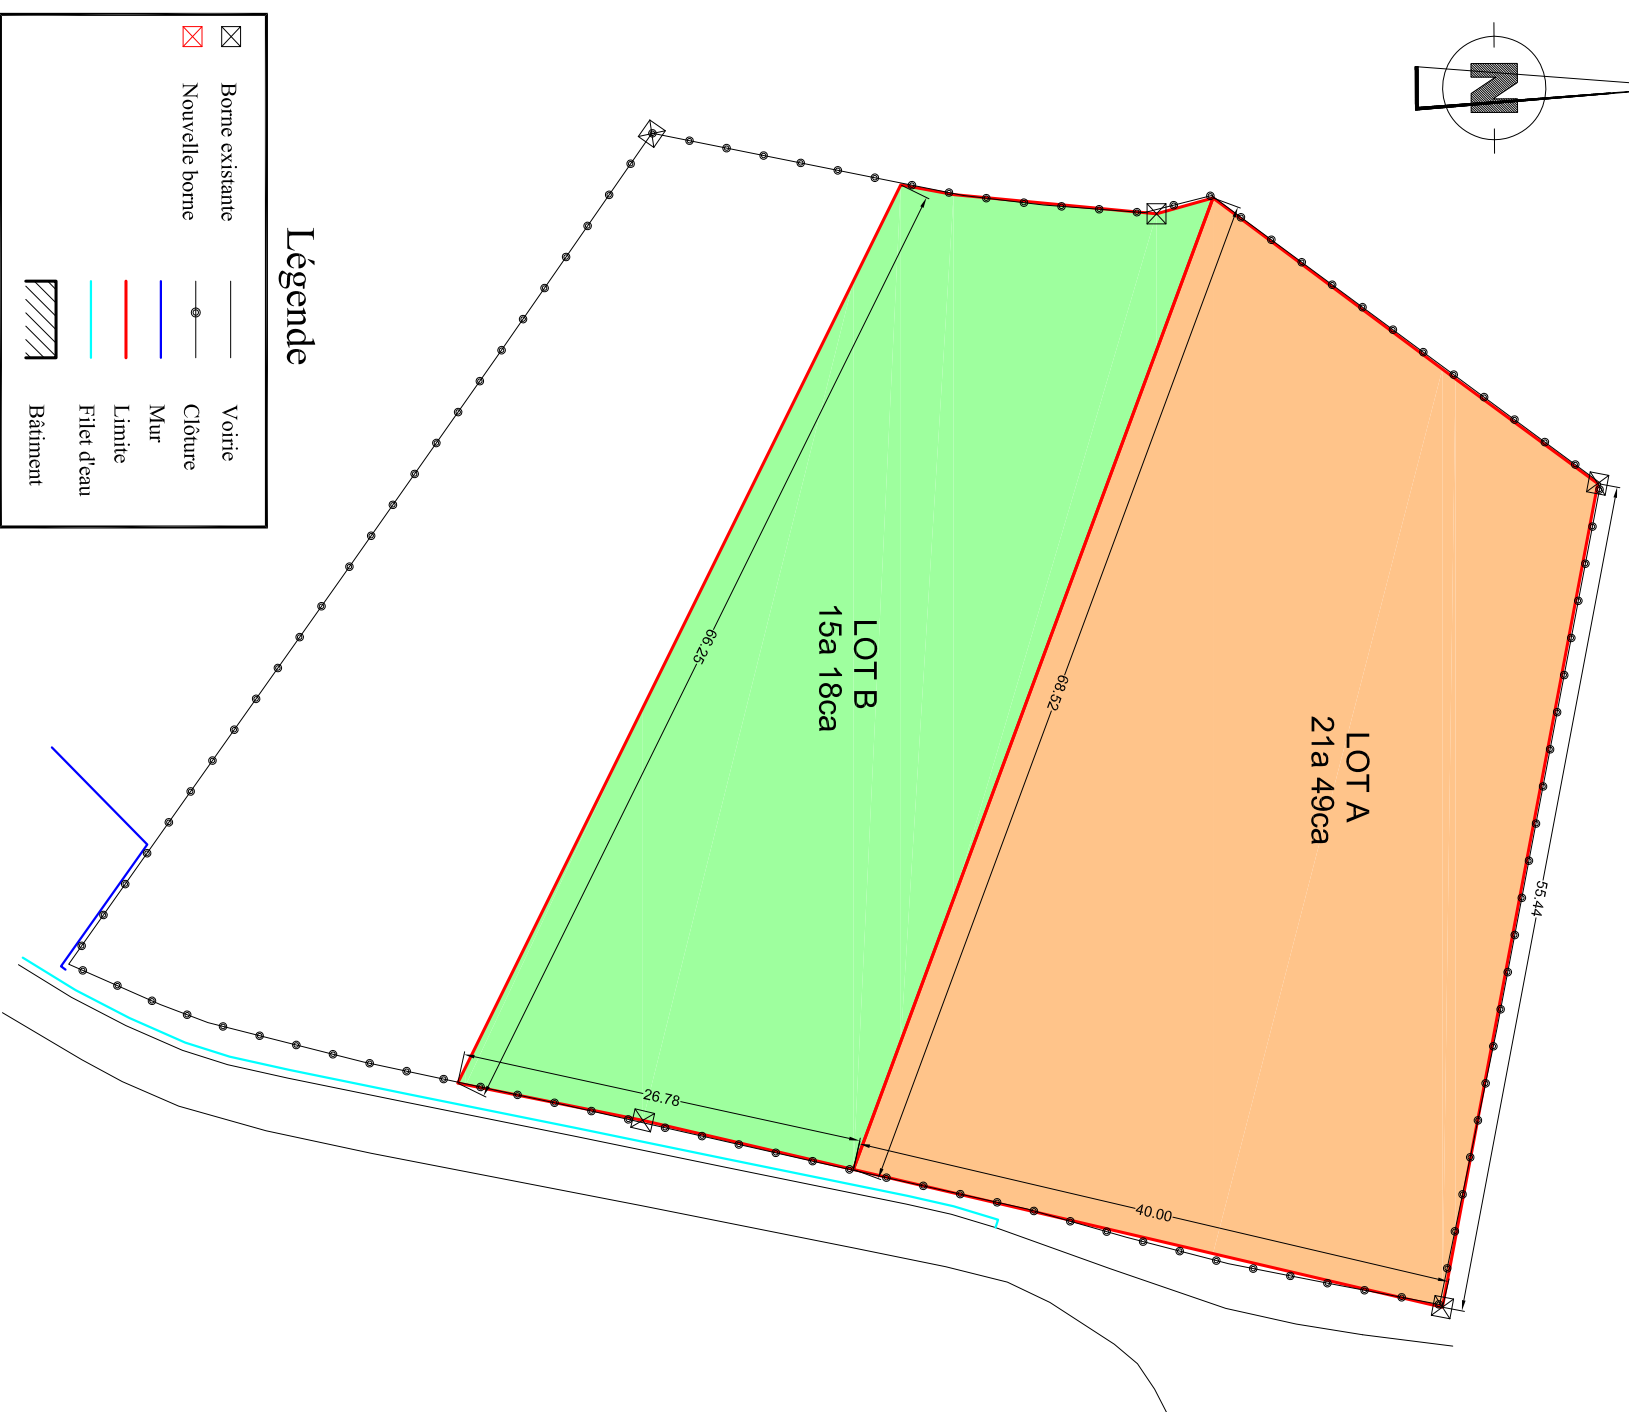 N
Légende
Borne existante
Nouvelle borne
Voirie
Clôture
Mur
Limite
Filet d'eau
Bâtiment
LOT A
21a 49ca
LOT B
15a 18ca
55.44
68.52
66.25
40.00
26.78